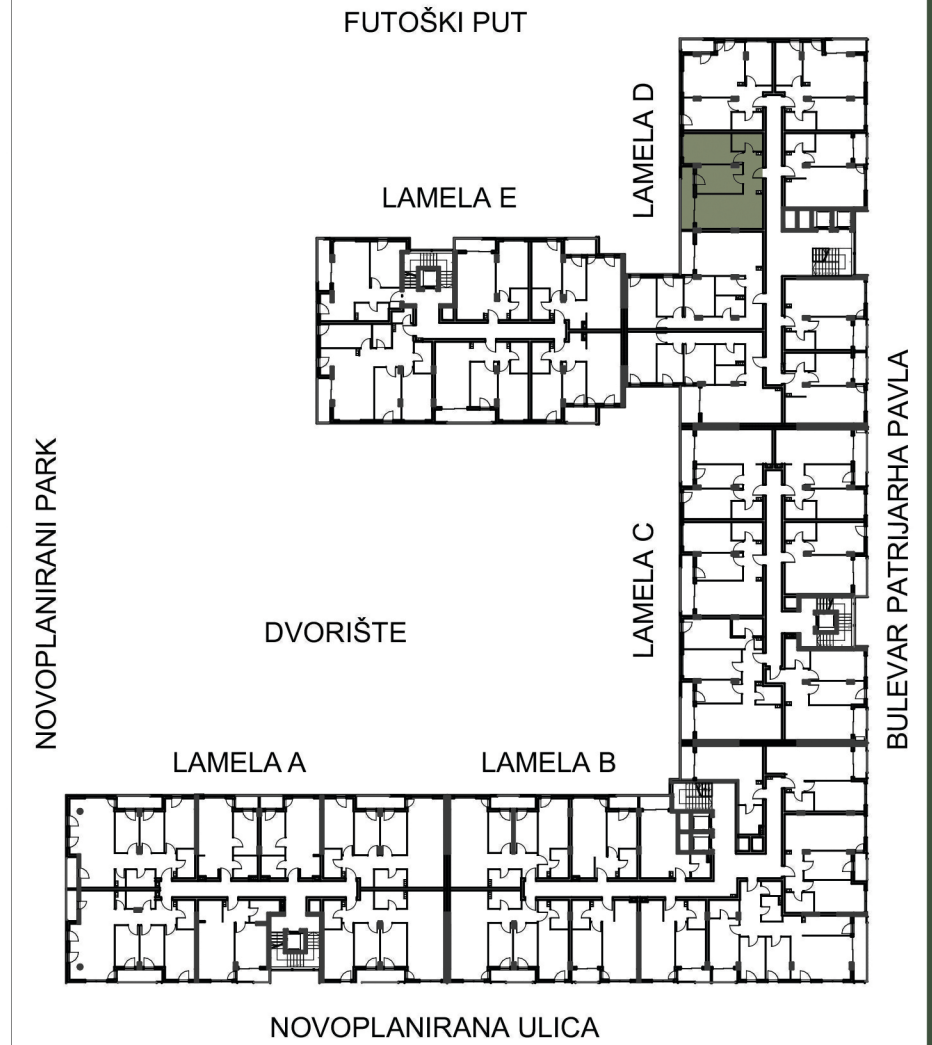 FUTOŠKI PUT
LAMELA D
LAMELA E
NOVOPLANIRANI PARK
BULEVAR PATRIJARHA PAVLA
LAMELA C
DVORIŠTE
LAMELA A
LAMELA B
NOVOPLANIRANA ULICA